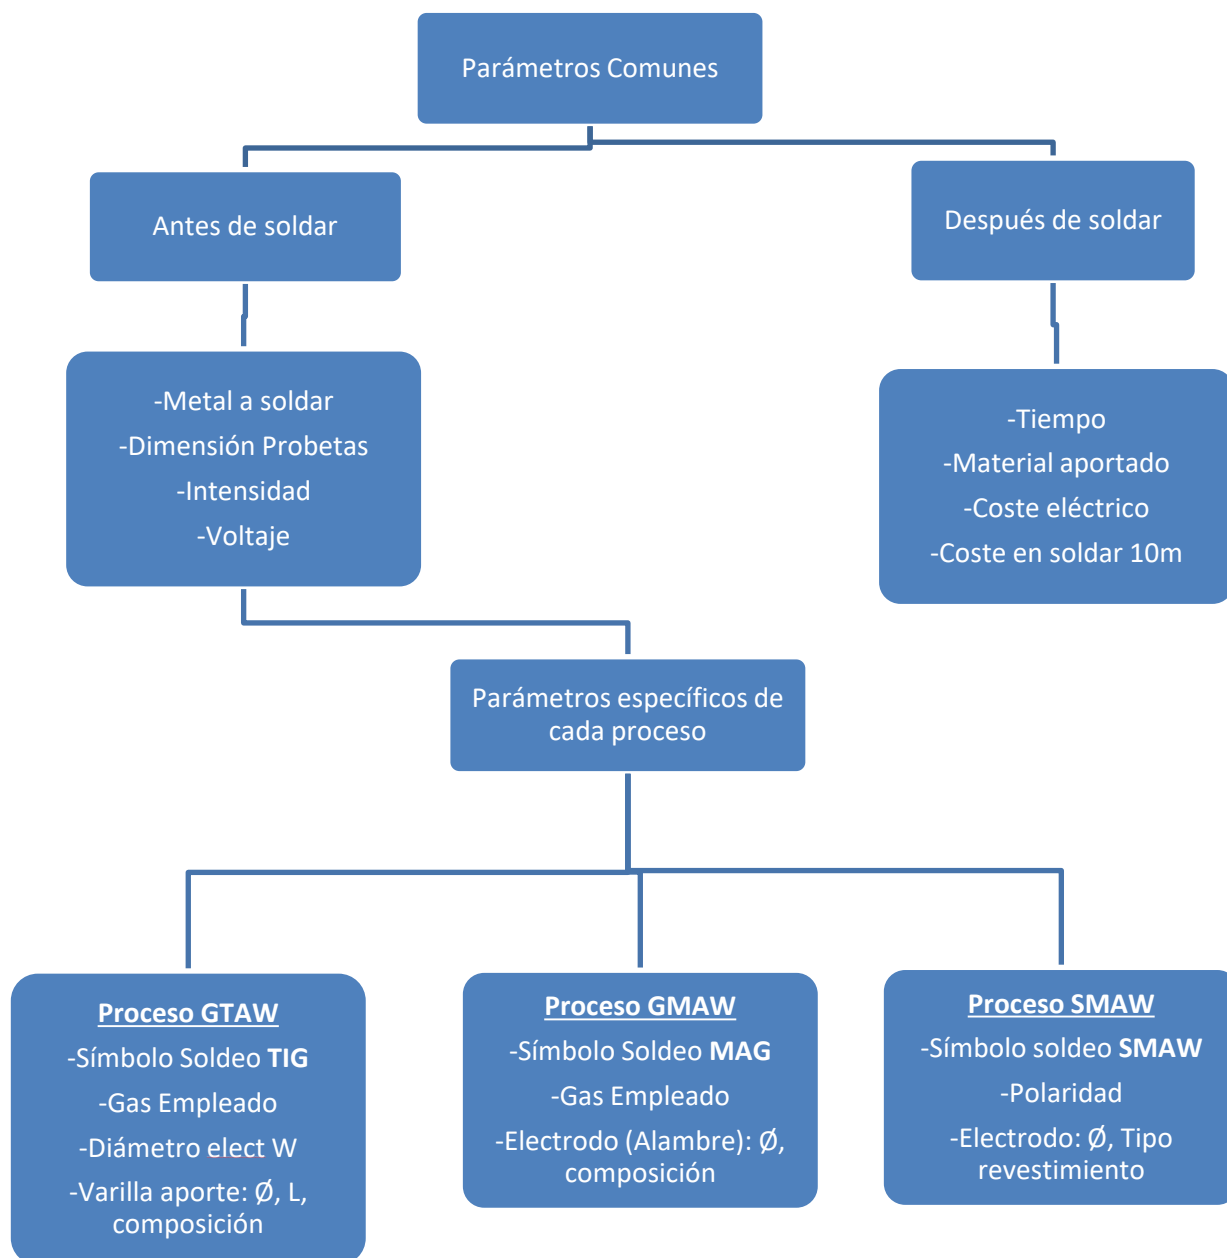 Parámetros Comunes
Antes de soldar
Después de soldar
-Metal a soldar
-Dimensión Probetas
-Intensidad
-Voltaje
-Tiempo
-Material aportado
-Coste eléctrico
-Coste en soldar 10m
Parámetros específicos de
cada proceso
Proceso GTAW
-Símbolo Soldeo TIG
-Gas Empleado
-Diámetro elect W
-Varilla aporte: Ø, L,
composición
Proceso GMAW
-Símbolo Soldeo MAG
-Gas Empleado
-Electrodo (Alambre): Ø,
composición
Proceso SMAW
-Símbolo soldeo SMAW
-Polaridad
-Electrodo: Ø, Tipo
revestimiento